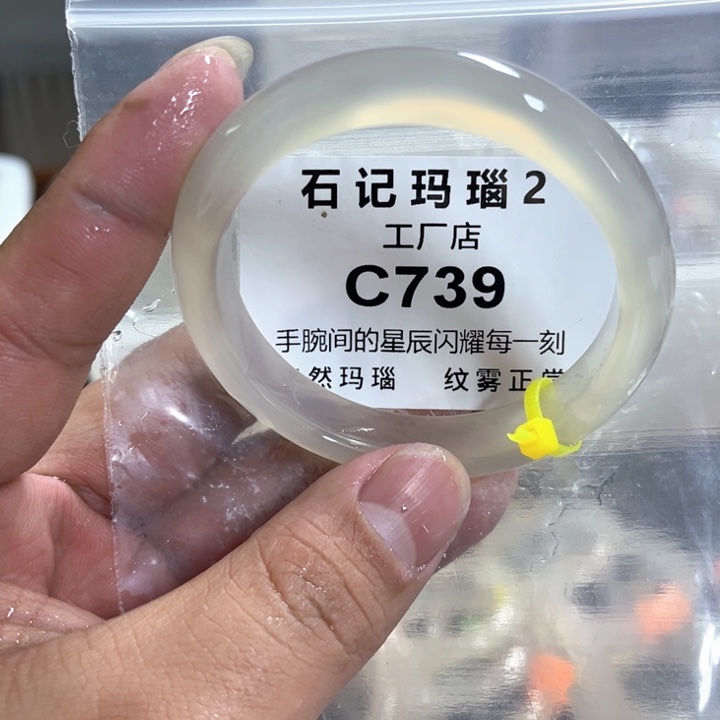 石记玛瑙2
工厂店
C739
手腕间的星辰闪耀每一刻
然玛瑙 纹雾正常